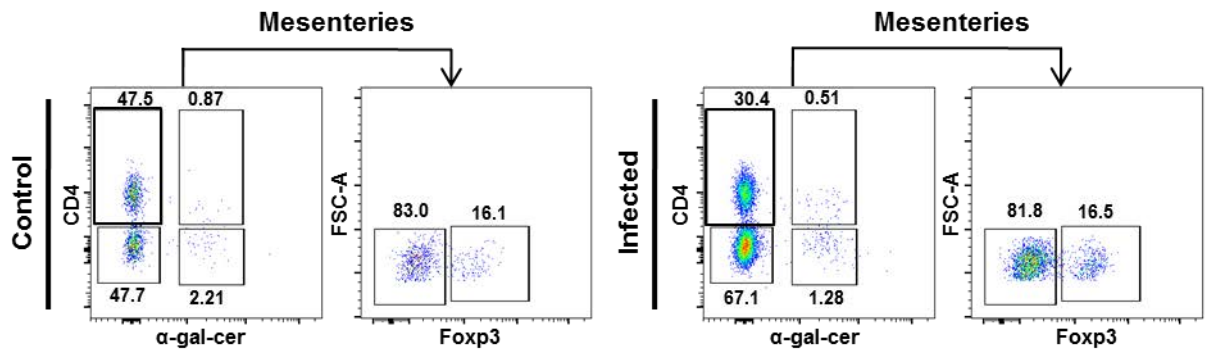 Mesenteries
Control
47.5
0.87
CD4
47.7
2.21
α-gal-cer
FSC-A
83.0
16.1
Foxp3
Mesenteries
Infected
30.4
0.51
CD4
67.1
1.28
α-gal-cer
FSC-A
81.8
16.5
Foxp3